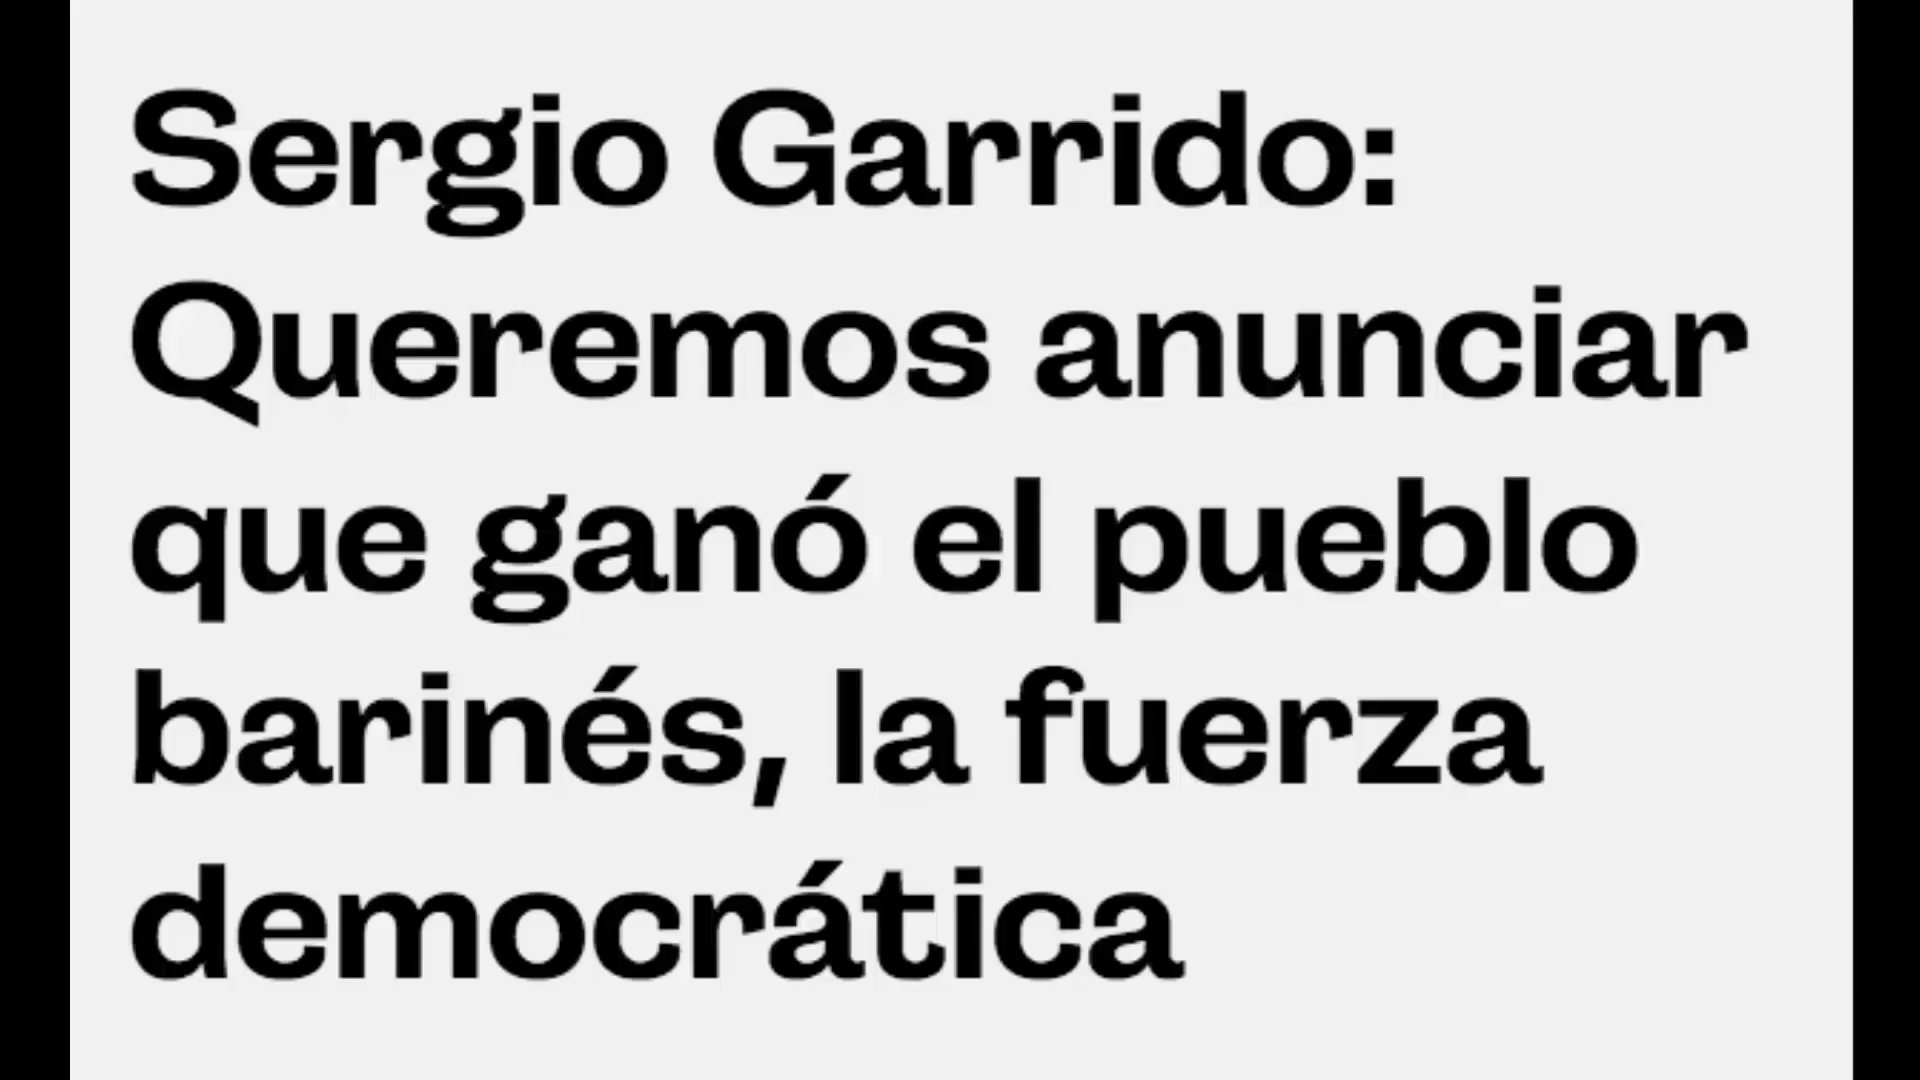 Sergio Garrido:
Queremos anunciar
que ganó el pueblo
barinés, la fuerza
democrática